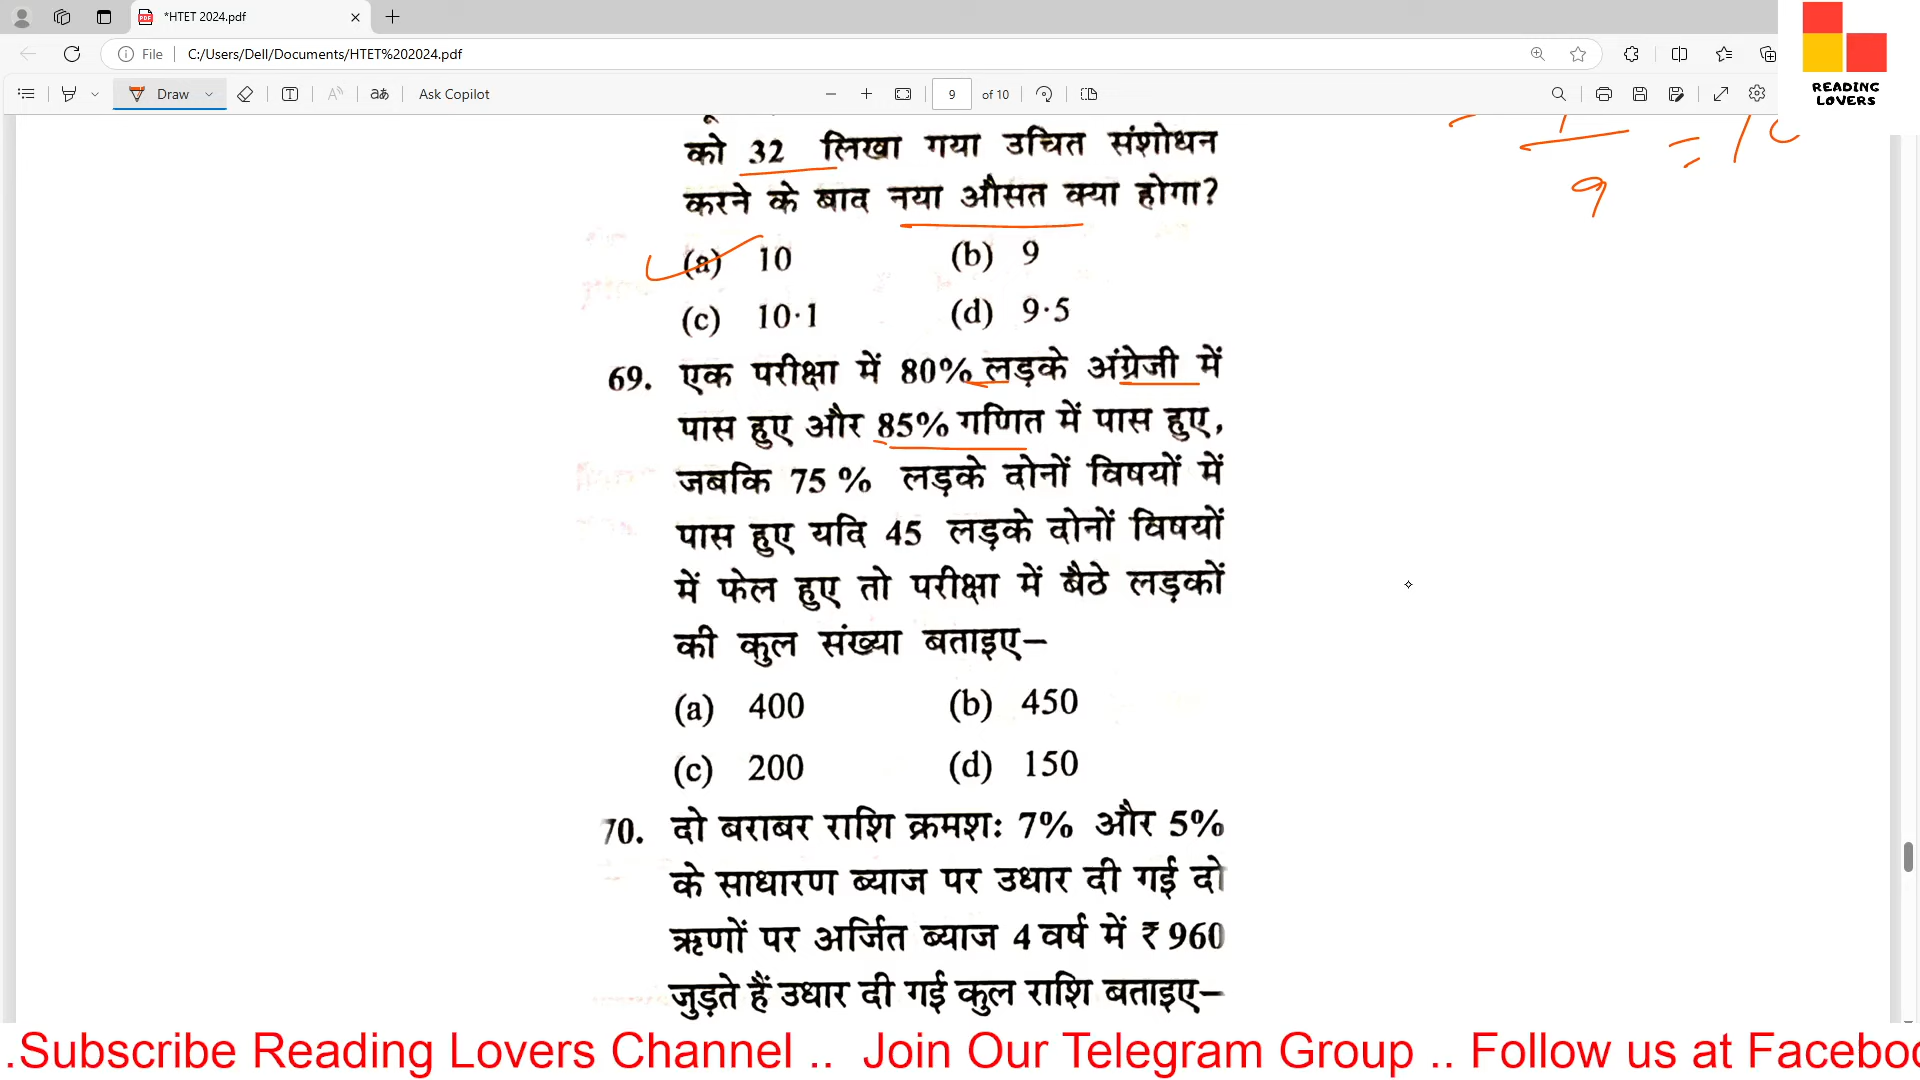 *HTET 2024.pdf
File C:/Users/Dell/Documents/HTET%202024.pdf
Draw aあ Ask Copilot 9 of 10
READING
LOVERS
को 32 लिखा गया उचित संशोधन
करने के बाद नया औसत क्या होगा?
(a) 10 (b) 9
(c) 10·1 (d) 9·5
9
69. एक परीक्षा में 80% लड़के अंग्रेजी में
पास हुए और 85% गणित में पास हुए,
जबकि 75 % लड़के दोनों विषयों में
पास हुए यदि 45 लड़के दोनों विषयों
में फेल हुए तो परीक्षा में बैठे लड़कों
की कुल संख्या बताइए–
(a) 400 (b) 450
(c) 200 (d) 150
70. दो बराबर राशि क्रमशः 7% और 5%
के साधारण ब्याज पर उधार दी गई दो
ऋणों पर अर्जित ब्याज 4 वर्ष में ₹ 960
जुड़ते हैं उधार दी गई कुल राशि बताइए–
.Subscribe Reading Lovers Channel .. Join Our Telegram Group .. Follow us at Faceboo